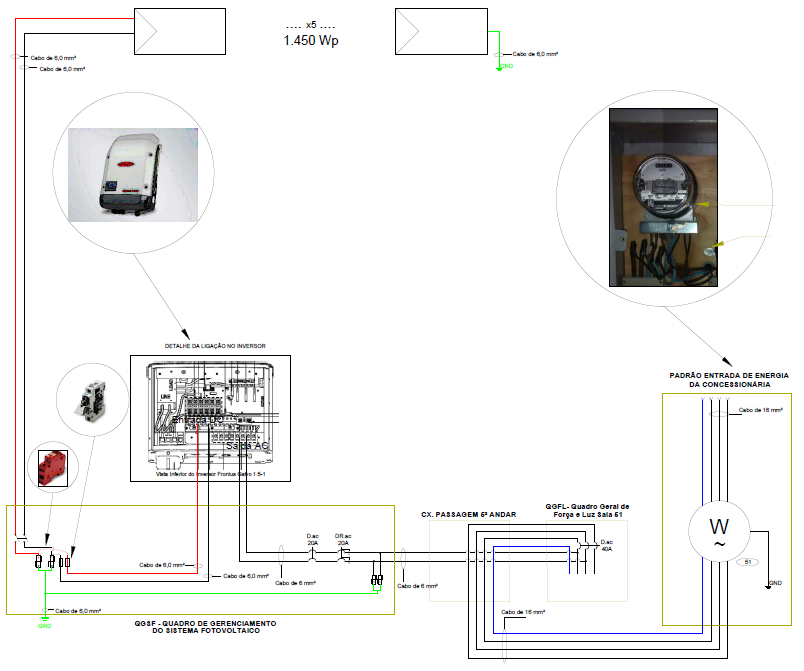 ---- x5 ----
1.450 Wp
Cabo de 6,0 mm²
Cabo de 6,0 mm²
Cabo de 6,0 mm²
GND
DETALHE DA LIGAÇÃO NO INVERSOR
LINE
LOAD
Entrada DC
Saída AC
Vista Inferior do Inversor Fronius Galvo 1.5-1
PADRÃO ENTRADA DE ENERGIA
DA CONCESSIONÁRIA
Cabo de 16 mm²
W
~
51
GND
CX. PASSAGEM 6º ANDAR
QGFL- Quadro Geral de
Força e Luz Sala 61
D.ac
40A
D.ac
20A
DR.ac
20A
Cabo de 6,0 mm²
Cabo de 6,0 mm²
Cabo de 6 mm²
Cabo de 6 mm²
Cabo de 6,0 mm²
GND
Cabo de 16 mm²
QGSF - QUADRO DE GERENCIAMENTO
DO SISTEMA FOTOVOLTAICO